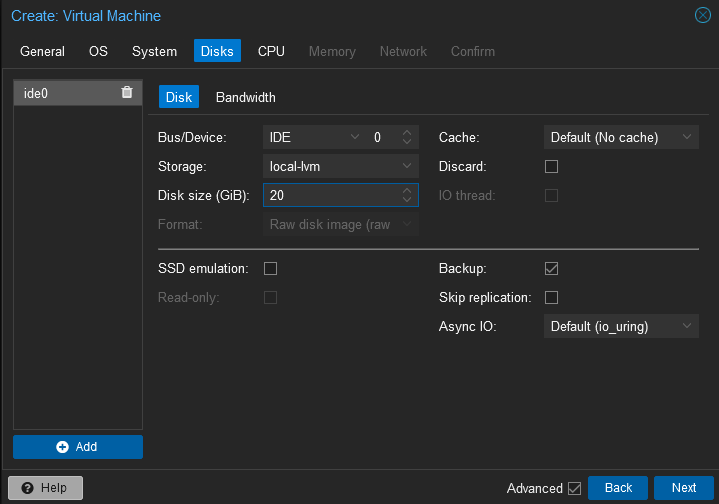 Create: Virtual Machine
General OS System Disks CPU Memory Network Confirm
ide0
Disk Bandwidth
Bus/Device: IDE 0 Cache: Default (No cache)
Storage: local-lvm Discard:
Disk size (GiB): 20 IO thread:
Format: Raw disk image (raw
SSD emulation: Backup:
Read-only: Skip replication:
Async IO: Default (io_uring)
Add
Help Advanced Back Next